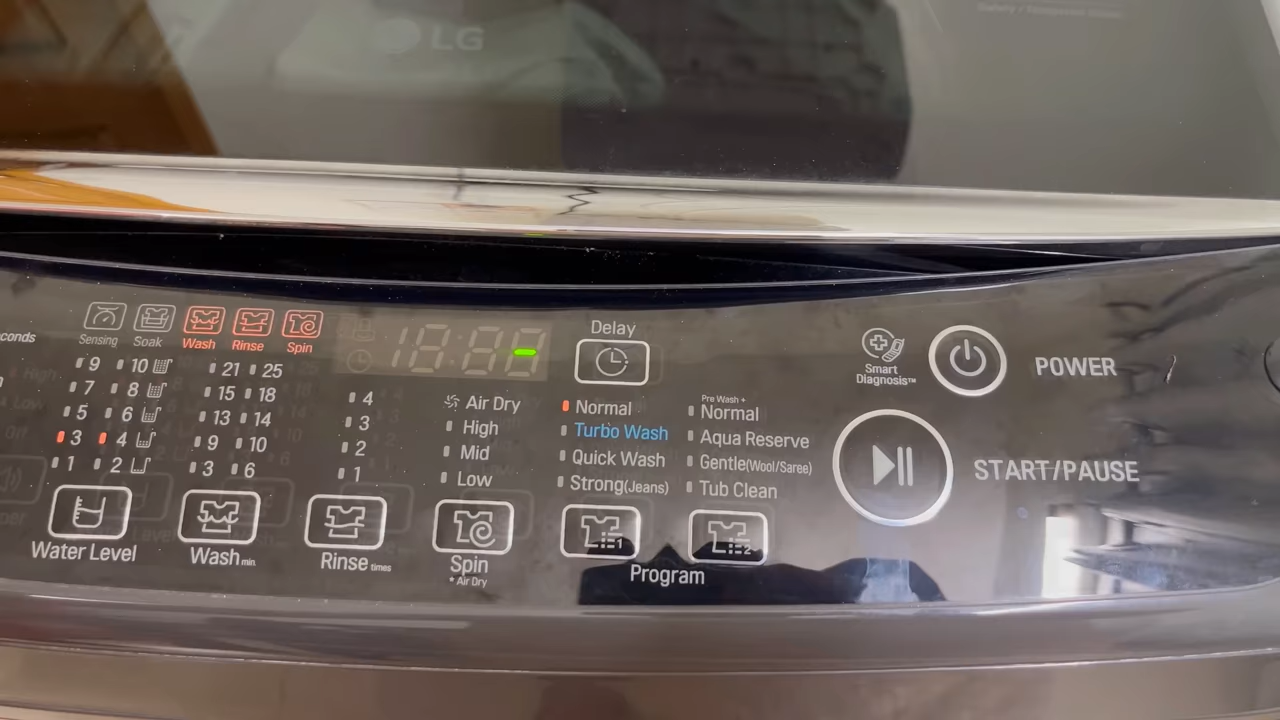 LG
Delay
Sensing Soak Wash Rinse Spin
Smart
Diagnosis™
POWER
9 10
7 8
5 6
3 4
1 2
21 25
15 18
13 14
9 10
3 6
4
3
2
1
Air Dry
High
Mid
Low
Normal
Turbo Wash
Quick Wash
Strong(Jeans)
Pre Wash +
Normal
Aqua Reserve
Gentle(Wool/Saree)
Tub Clean
START/PAUSE
Water Level
Wash min.
Rinse times
Spin
* Air Dry
1
2
Program